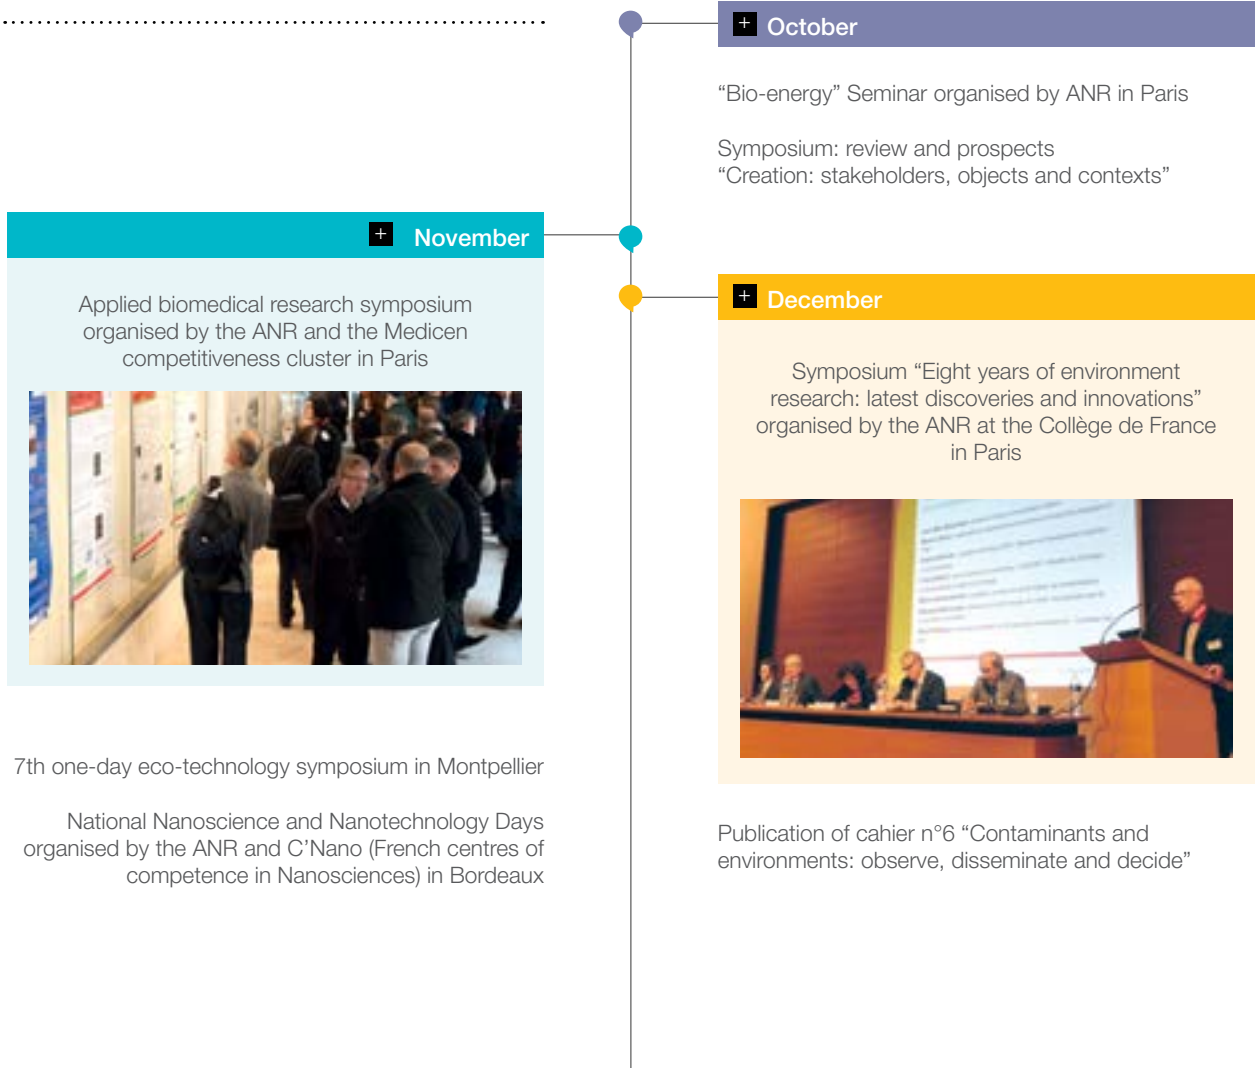 + October
“Bio-energy” Seminar organised by ANR in Paris
Symposium: review and prospects
“Creation: stakeholders, objects and contexts”
+ November
Applied biomedical research symposium
organised by the ANR and the Medicen
competitiveness cluster in Paris
7th one-day eco-technology symposium in Montpellier
National Nanoscience and Nanotechnology Days
organised by the ANR and C’Nano (French centres of
competence in Nanosciences) in Bordeaux
+ December
Symposium “Eight years of environment
research: latest discoveries and innovations”
organised by the ANR at the Collège de France
in Paris
Publication of cahier n°6 “Contaminants and
environments: observe, disseminate and decide”